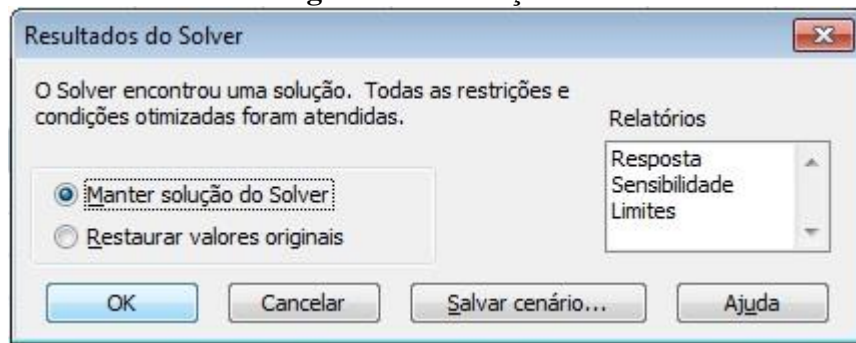 Resultados do Solver
O Solver encontrou uma solução. Todas as restrições e
condições otimizadas foram atendidas.
Relatórios
Resposta
Sensibilidade
Limites
Manter solução do Solver
Restaurar valores originais
OK
Cancelar
Salvar cenário...
Ajuda